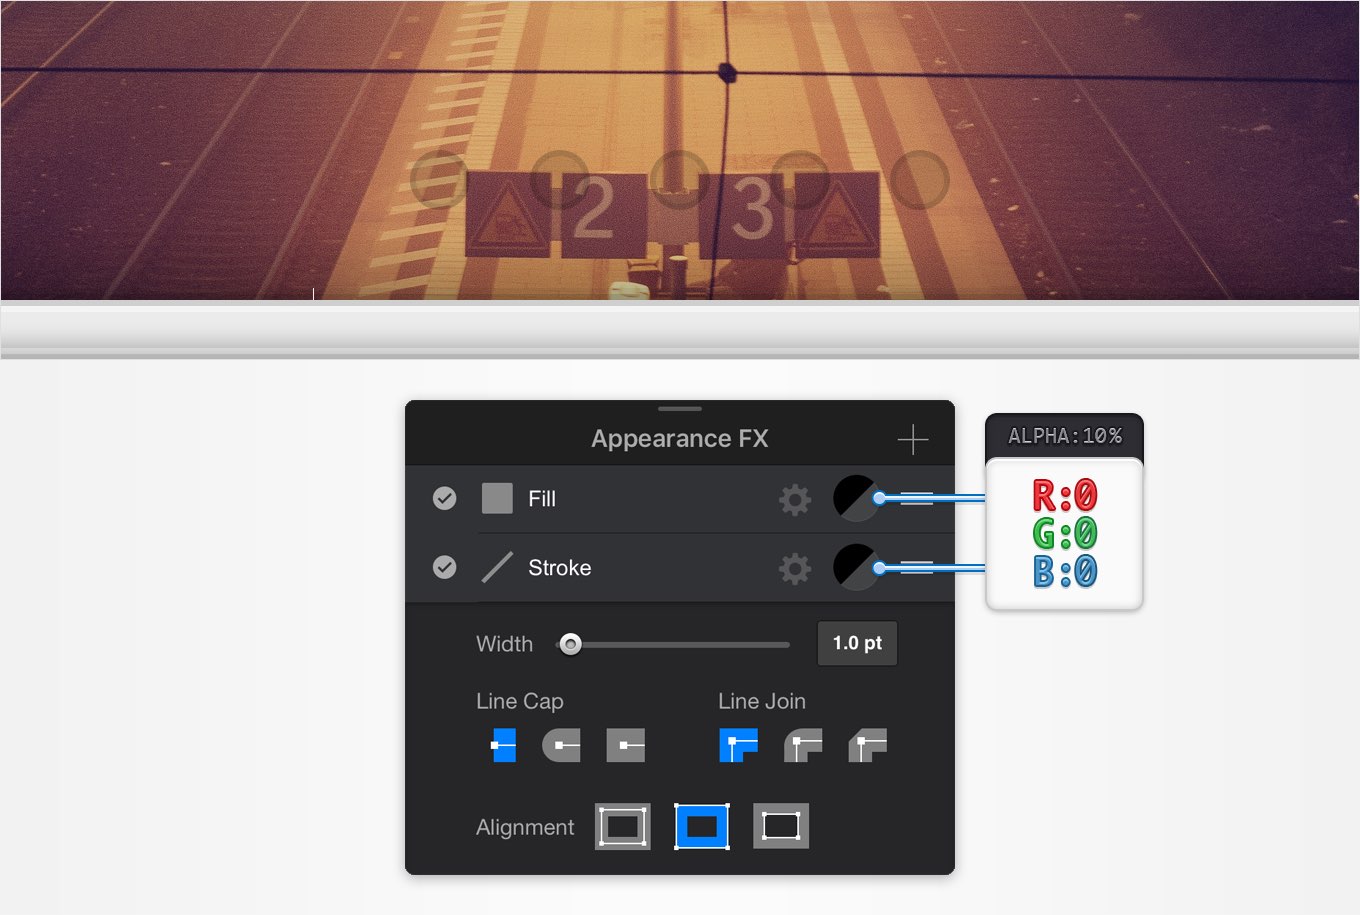 2 3
Appearance FX
ALPHA:10%
Fill
R:0
G:0
Stroke
B:0
Width
1.0 pt
Line Cap
Line Join
Alignment